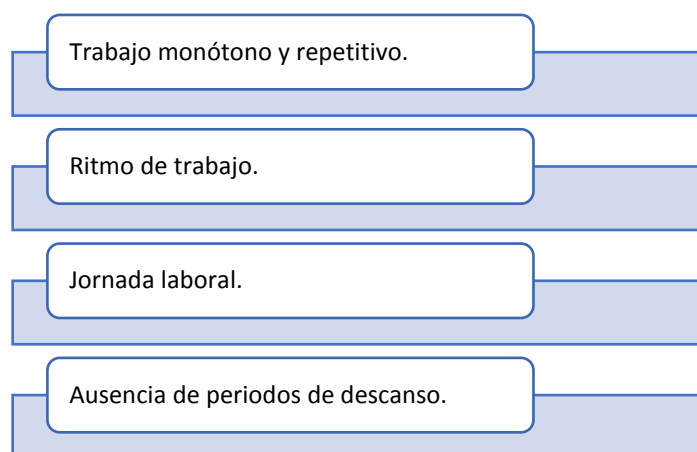 Trabajo monótono y repetitivo.
Ritmo de trabajo.
Jornada laboral.
Ausencia de periodos de descanso.